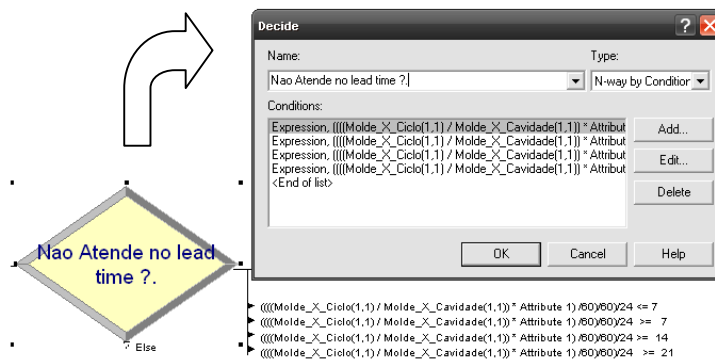 Decide
Name:
Type:
Nao Atende no lead time ?.
N-way by Condition
Conditions:
Expression, ((((Molde_X_Ciclo(1,1) / Molde_X_Cavidade(1,1)) * Attribut
Expression, ((((Molde_X_Ciclo(1,1) / Molde_X_Cavidade(1,1)) * Attribut
Expression, ((((Molde_X_Ciclo(1,1) / Molde_X_Cavidade(1,1)) * Attribut
Expression, ((((Molde_X_Ciclo(1,1) / Molde_X_Cavidade(1,1)) * Attribut
<End of list>
Add...
Edit...
Delete
OK
Cancel
Help
Nao Atende no lead
time ?.
Else
((((Molde_X_Ciclo(1,1) / Molde_X_Cavidade(1,1)) * Attribute 1) /60)/60)/24 <= 7
((((Molde_X_Ciclo(1,1) / Molde_X_Cavidade(1,1)) * Attribute 1) /60)/60)/24 >= 7
((((Molde_X_Ciclo(1,1) / Molde_X_Cavidade(1,1)) * Attribute 1) /60)/60)/24 >= 14
((((Molde_X_Ciclo(1,1) / Molde_X_Cavidade(1,1)) * Attribute 1) /60)/60)/24 >= 21